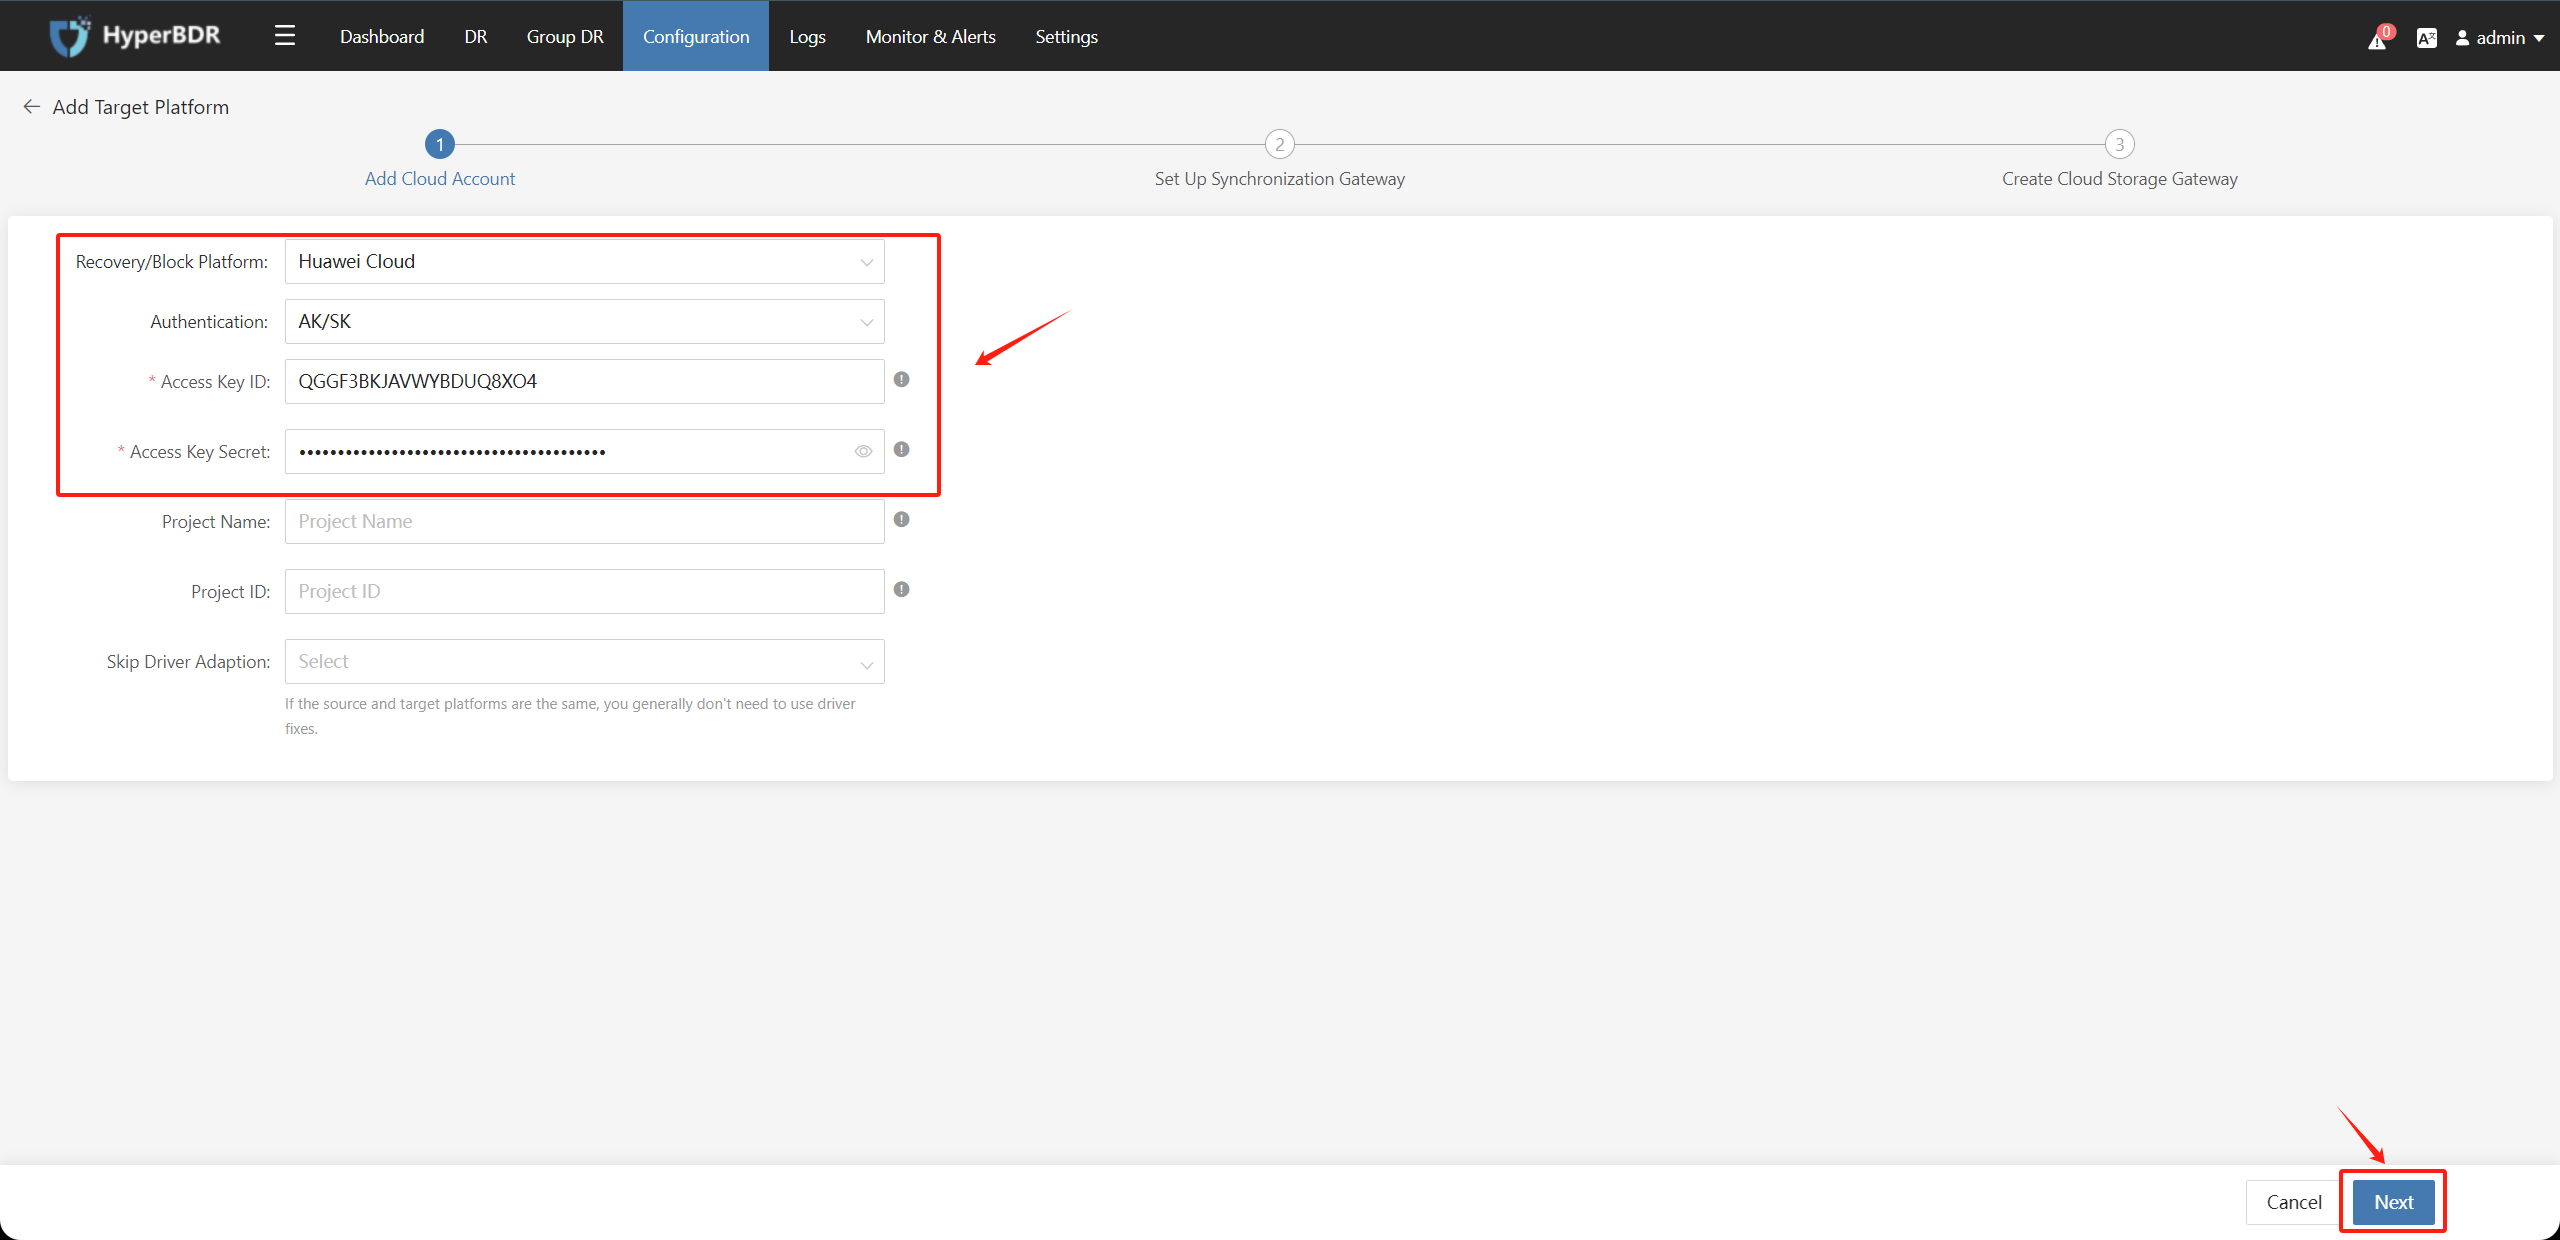 HyperBDR
Dashboard
DR
Group DR
Configuration
Logs
Monitor & Alerts
Settings
0
admin
Add Target Platform
1
2
3
Add Cloud Account
Set Up Synchronization Gateway
Create Cloud Storage Gateway
Recovery/Block Platform: Huawei Cloud
Authentication: AK/SK
* Access Key ID: QGGF3BKJAVWYBDUQ8XO4
* Access Key Secret: ••••••••••••••••••••••••••••••••••••••••
Project Name: Project Name
Project ID: Project ID
Skip Driver Adaption: Select
If the source and target platforms are the same, you generally don't need to use driver
fixes.
Cancel
Next